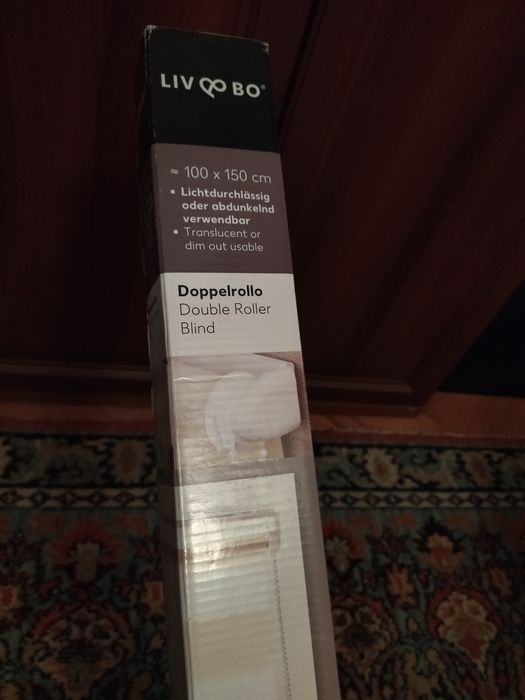 LIV & BO®
≈ 100 x 150 cm
▪ Lichtdurchlässig
oder abdunkelnd
verwendbar
▪ Translucent or
dim out usable
Doppelrollo
Double Roller
Blind